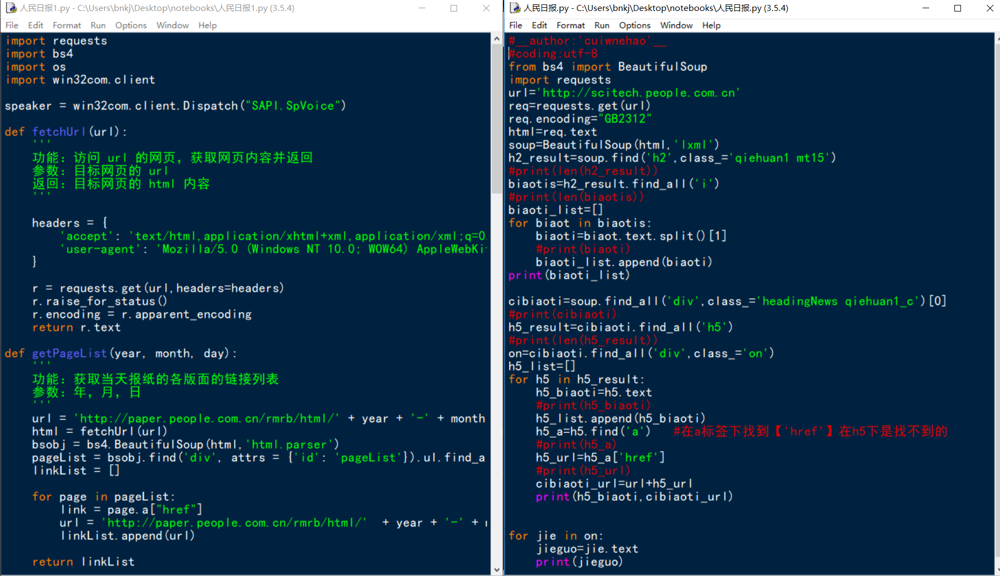 人民日报1.py - C:\Users\bnkj\Desktop\notebooks\人民日报1.py (3.5.4)
File Edit Format Run Options Window Help
import requests
import bs4
import os
import win32com.client
speaker = win32com.client.Dispatch("SAPI.SpVoice")
def fetchUrl(url):
    '''
    功能：访问 url 的网页，获取网页内容并返回
    参数：目标网页的 url
    返回：目标网页的 html 内容
    '''
    headers = {
        'accept': 'text/html,application/xhtml+xml,application/xml;q=0.
        'user-agent': 'Mozilla/5.0 (Windows NT 10.0; WOW64) AppleWebKi
    }
    r = requests.get(url,headers=headers)
    r.raise_for_status()
    r.encoding = r.apparent_encoding
    return r.text
def getPageList(year, month, day):
    '''
    功能：获取当天报纸的各版面的链接列表
    参数：年，月，日
    '''
    url = 'http://paper.people.com.cn/rmrb/html/' + year + '-' + month
    html = fetchUrl(url)
    bsobj = bs4.BeautifulSoup(html,'html.parser')
    pageList = bsobj.find('div', attrs = {'id': 'pageList'}).ul.find_a
    linkList = []
    for page in pageList:
        link = page.a["href"]
        url = 'http://paper.people.com.cn/rmrb/html/'  + year + '-' +
        linkList.append(url)
    return linkList
人民日报.py - C:\Users\bnkj\Desktop\notebooks\人民日报.py (3.5.4)
File Edit Format Run Options Window Help
#__author:'cuiwnehao'__
#coding:utf-8
from bs4 import BeautifulSoup
import requests
url='http://scitech.people.com.cn'
req=requests.get(url)
req.encoding="GB2312"
html=req.text
soup=BeautifulSoup(html,'lxml')
h2_result=soup.find('h2',class_='qiehuan1 mt15')
#print(len(h2_result))
biaotis=h2_result.find_all('i')
#print(len(biaotis))
biaoti_list=[]
for biaot in biaotis:
    biaoti=biaot.text.split()[1]
    #print(biaoti)
    biaoti_list.append(biaoti)
print(biaoti_list)
cibiaoti=soup.find_all('div',class_='headingNews qiehuan1_c')[0]
#print(cibiaoti)
h5_result=cibiaoti.find_all('h5')
#print(len(h5_result))
on=cibiaoti.find_all('div',class_='on')
h5_list=[]
for h5 in h5_result:
    h5_biaoti=h5.text
    #print(h5_biaoti)
    h5_list.append(h5_biaoti)
    h5_a=h5.find('a')   #在a标签下找到【'href'】在h5下是找不到的
    #print(h5_a)
    h5_url=h5_a['href']
    #print(h5_url)
    cibiaoti_url=url+h5_url
    print(h5_biaoti,cibiaoti_url)
for jie in on:
    jieguo=jie.text
    print(jieguo)